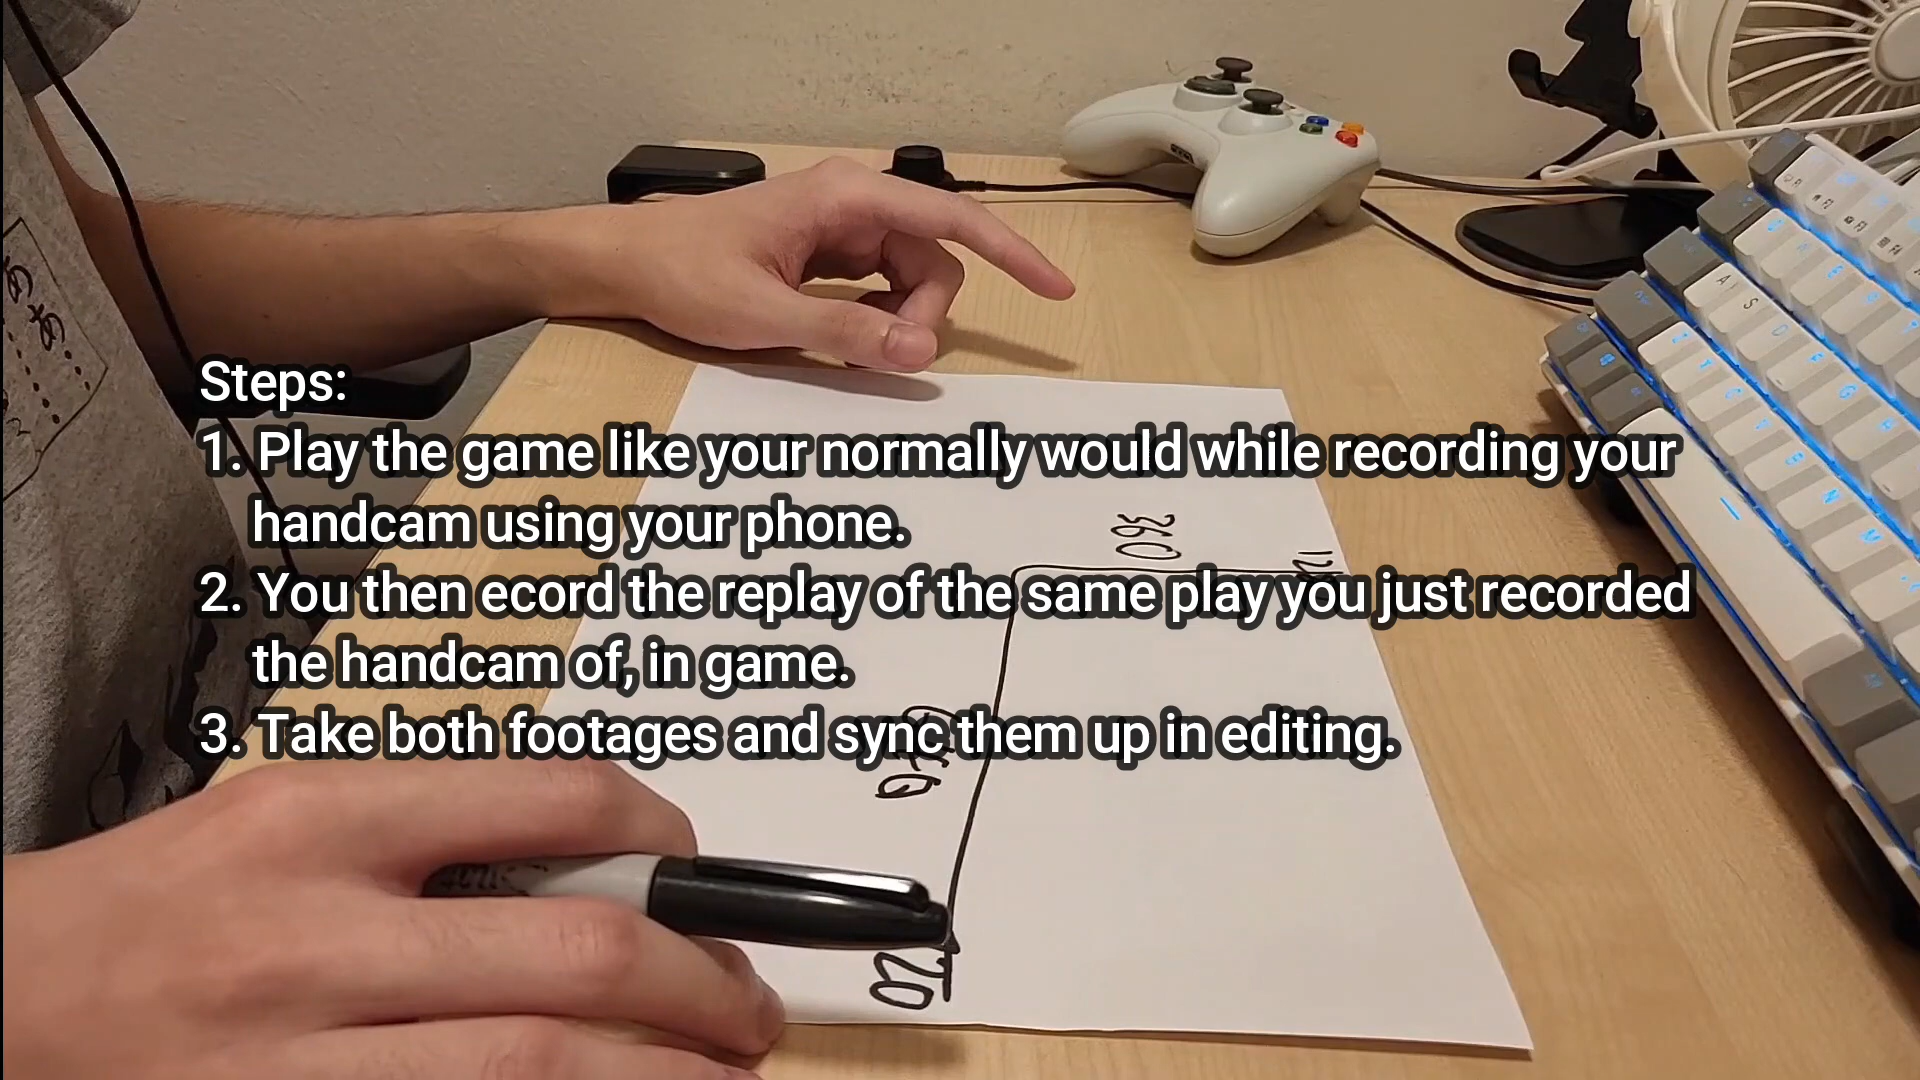 Steps:
1. Play the game like your normally would while recording your
handcam using your phone.
2. You then ecord the replay of the same play you just recorded
the handcam of, in game.
3. Take both footages and sync them up in editing.
360